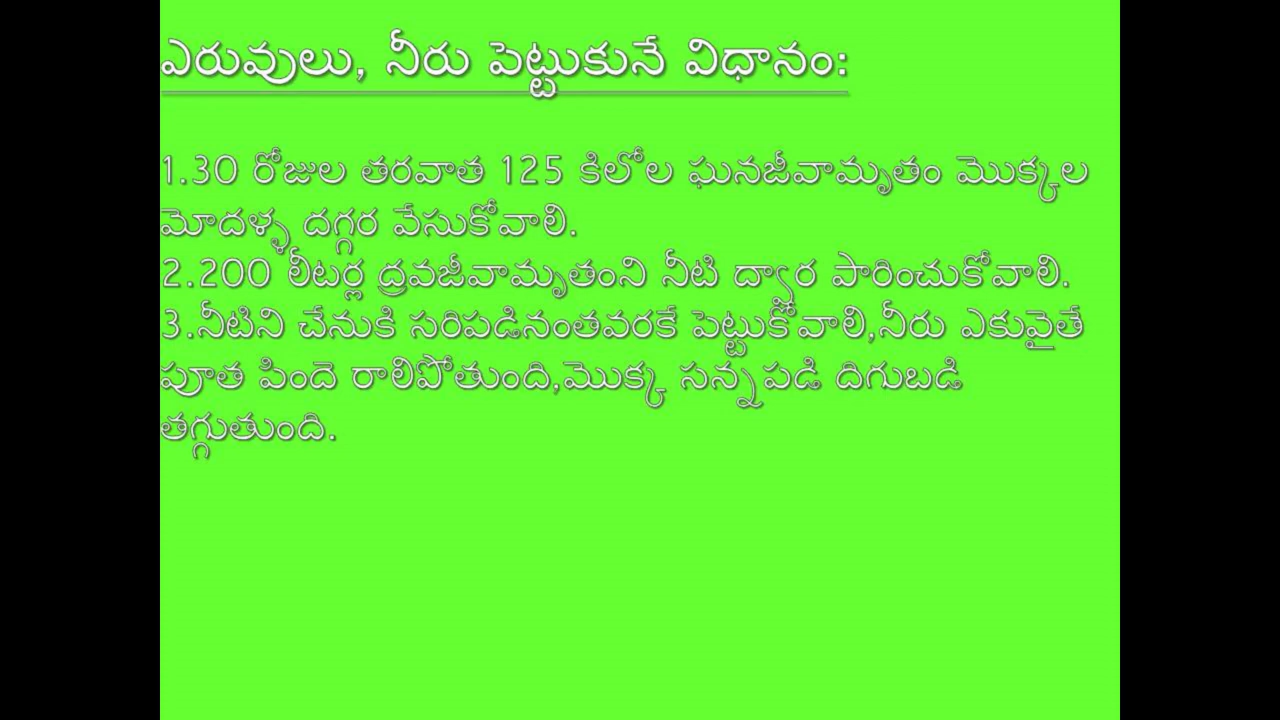 ఎరువులు, నీరు పెట్టుకునే విధానం:
1.30 రోజుల తరవాత 125 కిలోల ఘనజీవామృతం మొక్కల
మోదళ్ళ దగ్గర వేసుకోవాలి.
2.200 లీటర్ల ద్రవజీవామృతంని నీటి ద్వార పారించుకోవాలి.
3.నీటిని చేనుకి సరిపడినంతవరకే పెట్టుకోవాలి,నీరు ఎకువైతే
పూత పిందె రాలిపోతుంది,మొక్క సన్నపడి దిగుబడి
తగ్గుతుంది.